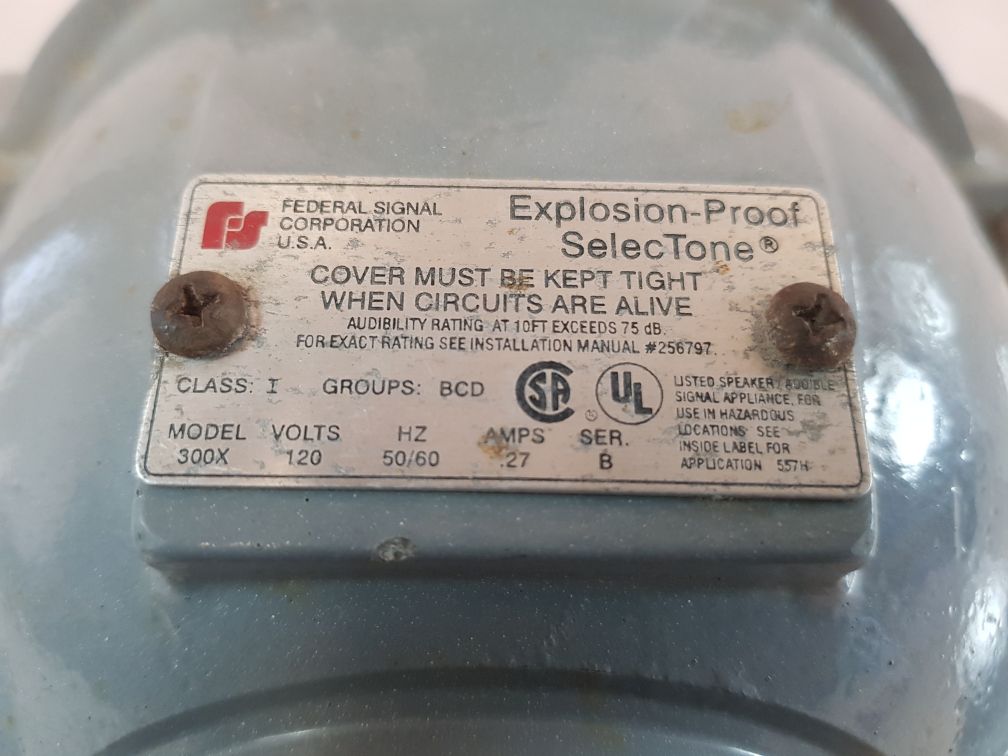 FS FEDERAL SIGNAL
CORPORATION
U.S.A.
Explosion-Proof
SelecTone®
COVER MUST BE KEPT TIGHT
WHEN CIRCUITS ARE ALIVE
AUDIBILITY RATING AT 10FT EXCEEDS 75 dB.
FOR EXACT RATING SEE INSTALLATION MANUAL #256797.
CLASS: I GROUPS: BCD
SA ® UL
LISTED SPEAKER/AUDIBLE
SIGNAL APPLIANCE, FOR
USE IN HAZARDOUS
LOCATIONS SEE
INSIDE LABEL FOR
APPLICATION 557H
MODEL VOLTS HZ AMPS SER.
300X 120 50/60 .27 B